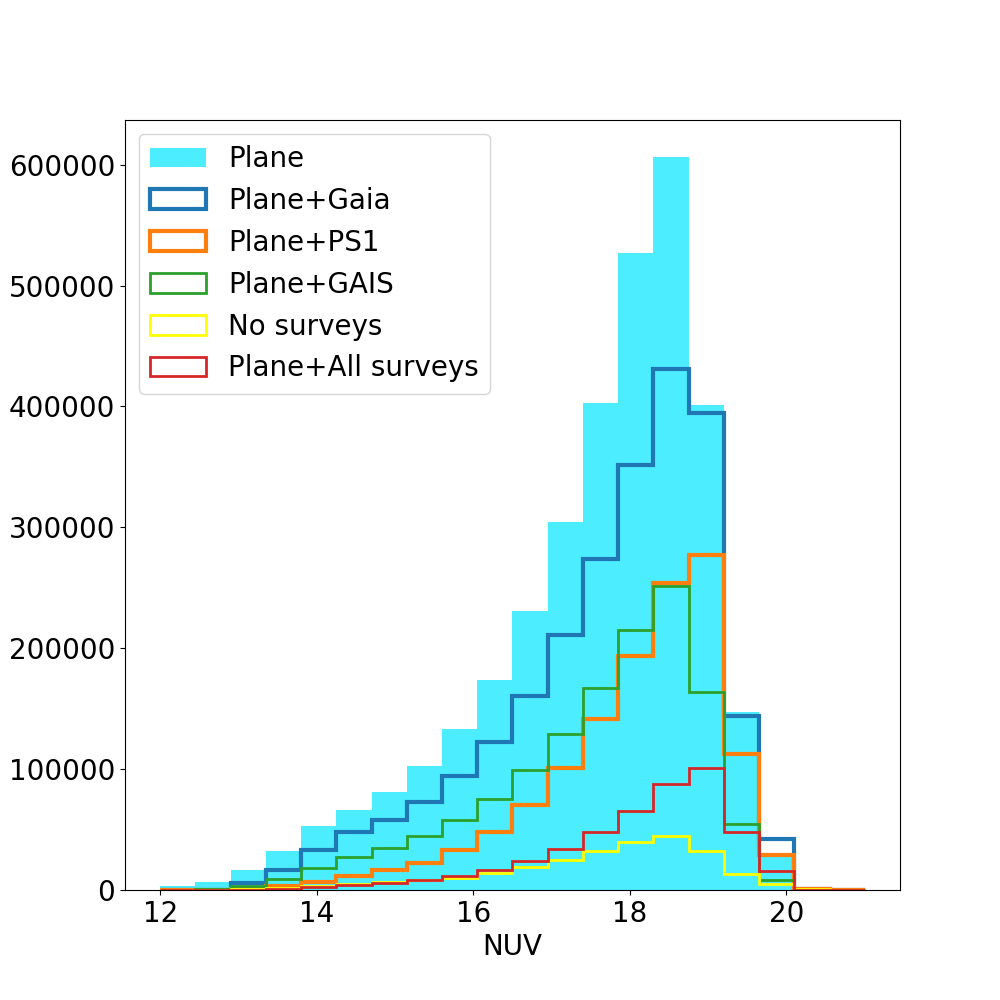 Plane
Plane+Gaia
Plane+PS1
Plane+GAIS
No surveys
Plane+All surveys
600000
500000
400000
300000
200000
100000
0
12 14 16 18 20
NUV